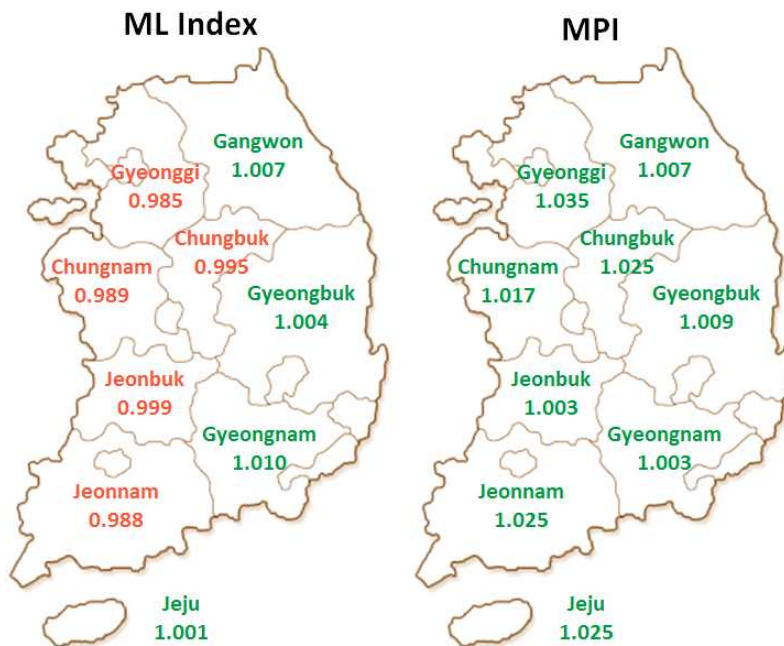 ML Index
Gangwon
1.007
Gyeonggi
0.985
Chungbuk
0.995
Chungnam
0.989
Gyeongbuk
1.004
Jeonbuk
0.999
Gyeongnam
1.010
Jeonnam
0.988
Jeju
1.001
MPI
Gangwon
1.007
Gyeonggi
1.035
Chungbuk
1.025
Chungnam
1.017
Gyeongbuk
1.009
Jeonbuk
1.003
Gyeongnam
1.003
Jeonnam
1.025
Jeju
1.025